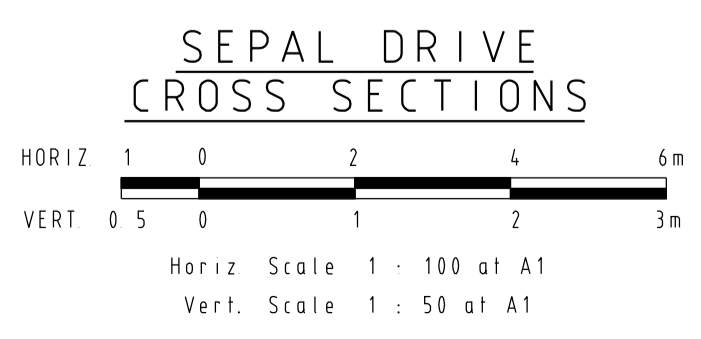 SEPAL DRIVE
CROSS SECTIONS
HORIZ. 1 0 2 4 6m
VERT. 0.5 0 1 2 3m
Horiz. Scale 1 : 100 at A1
Vert. Scale 1 : 50 at A1